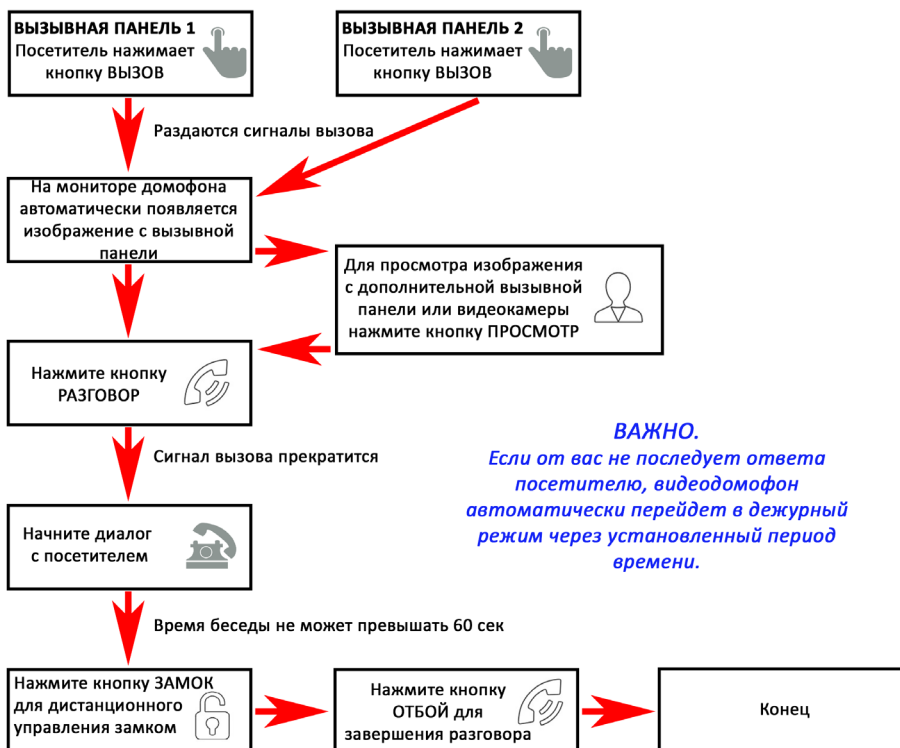 ВЫЗЫВНАЯ ПАНЕЛЬ 1
Посетитель нажимает
кнопку ВЫЗОВ
ВЫЗЫВНАЯ ПАНЕЛЬ 2
Посетитель нажимает
кнопку ВЫЗОВ
Раздаются сигналы вызова
На мониторе домофона
автоматически появляется
изображение с вызывной
панели
Для просмотра изображения
с дополнительной вызывной
панели или видеокамеры
нажмите кнопку ПРОСМОТР
Нажмите кнопку
РАЗГОВОР
Сигнал вызова прекратится
ВАЖНО.
Если от вас не последует ответа
посетителю, видеодомофон
автоматически перейдет в дежурный
режим через установленный период
времени.
Начните диалог
с посетителем
Время беседы не может превышать 60 сек
Нажмите кнопку ЗАМОК
для дистанционного
управления замком
Нажмите кнопку
ОТБОЙ для
завершения разговора
Конец